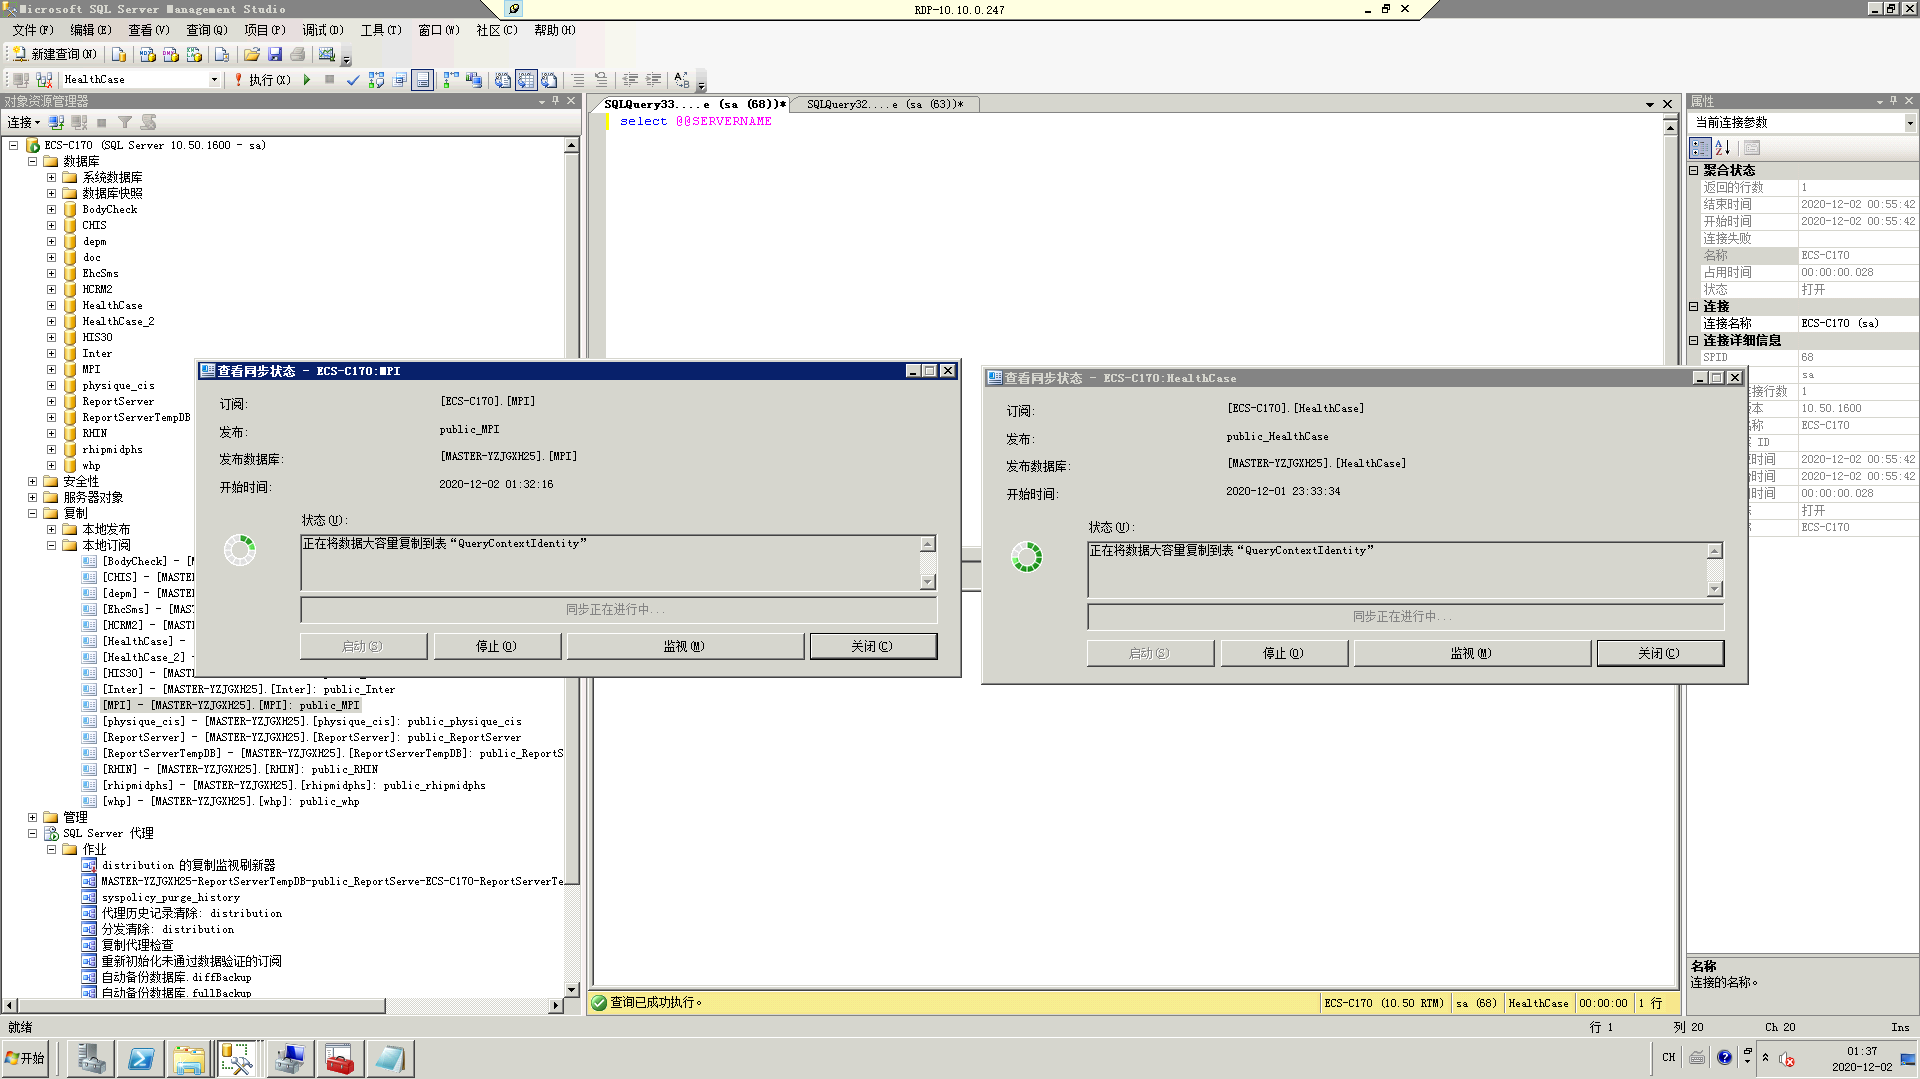 Microsoft SQL Server Management Studio
RDP-10.10.0.247
文件(F) 编辑(E) 查看(V) 查询(Q) 项目(P) 调试(D) 工具(T) 窗口(W) 社区(C) 帮助(H)
新建查询(N)
HealthCase
执行(X)
对象资源管理器
连接
ECS-C170 (SQL Server 10.50.1600 - sa)
数据库
系统数据库
数据库快照
BodyCheck
CHIS
depm
doc
EhcSms
HCRM2
HealthCase
HealthCase_2
HIS30
Inter
MPI
physique_cis
ReportServer
ReportServerTempDB
RHIN
rhipmidphs
whp
安全性
服务器对象
复制
本地发布
本地订阅
[BodyCheck] - [M
[CHIS] - [MAST
[depm] - [MAST
[EhcSms] - [MAS
[HCRM2] - [MAST
[HealthCase] -
[HealthCase_2]
[HIS30] - [MASTER-YZJGXH25].
[Inter] - [MASTER-YZJGXH25].[Inter]: public_Inter
[MPI] - [MASTER-YZJGXH25].[MPI]: public_MPI
[physique_cis] - [MASTER-YZJGXH25].[physique_cis]: public_physique_cis
[ReportServer] - [MASTER-YZJGXH25].[ReportServer]: public_ReportServer
[ReportServerTempDB] - [MASTER-YZJGXH25].[ReportServerTempDB]: public_ReportS
[RHIN] - [MASTER-YZJGXH25].[RHIN]: public_RHIN
[rhipmidphs] - [MASTER-YZJGXH25].[rhipmidphs]: public_rhipmidphs
[whp] - [MASTER-YZJGXH25].[whp]: public_whp
管理
SQL Server 代理
作业
distribution 的复制监视刷新器
MASTER-YZJGXH25-ReportServerTempDB-public_ReportServe-ECS-C170-ReportServerTe
syspolicy_purge_history
代理历史记录清除: distribution
分发清除: distribution
复制代理检查
重新初始化未通过数据验证的订阅
自动备份数据库.diffBackup
自动备份数据库.fullBackup
SQLQuery33....e (sa (68))*
SQLQuery32....e (sa (63))*
select @@SERVERNAME
查看同步状态 - ECS-C170:MPI
订阅: [ECS-C170].[MPI]
发布: public_MPI
发布数据库: [MASTER-YZJGXH25].[MPI]
开始时间: 2020-12-02 01:32:16
状态(U):
正在将数据大容量复制到表“QueryContextIdentity”
同步正在进行中...
启动(S) 停止(O) 监视(M) 关闭(C)
查看同步状态 - ECS-C170:HealthCase
订阅: [ECS-C170].[HealthCase]
发布: public_HealthCase
发布数据库: [MASTER-YZJGXH25].[HealthCase]
开始时间: 2020-12-01 23:33:34
状态(U):
正在将数据大容量复制到表“QueryContextIdentity”
同步正在进行中...
启动(S) 停止(O) 监视(M) 关闭(C)
属性
当前连接参数
聚合状态
返回的行数 1
结束时间 2020-12-02 00:55:42
开始时间 2020-12-02 00:55:42
连接失败
名称 ECS-C170
占用时间 00:00:00.028
状态 打开
连接
连接名称 ECS-C170 (sa)
连接详细信息
SPID 68
sa
接行数 1
本 10.50.1600
称 ECS-C170
ID
时间 2020-12-02 00:55:42
时间 2020-12-02 00:55:42
时间 00:00:00.028
打开
ECS-C170
名称
连接的名称。
查询已成功执行。
ECS-C170 (10.50 RTM) sa (68) HealthCase 00:00:00 1 行
就绪
行 1 列 20 Ch 20 Ins
开始
CH
01:37
2020-12-02